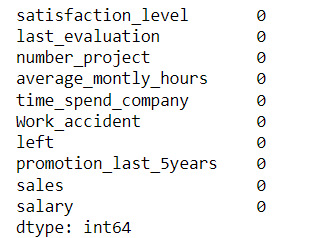 satisfaction_level 0
last_evaluation 0
number_project 0
average_montly_hours 0
time_spend_company 0
Work_accident 0
left 0
promotion_last_5years 0
sales 0
salary 0
dtype: int64